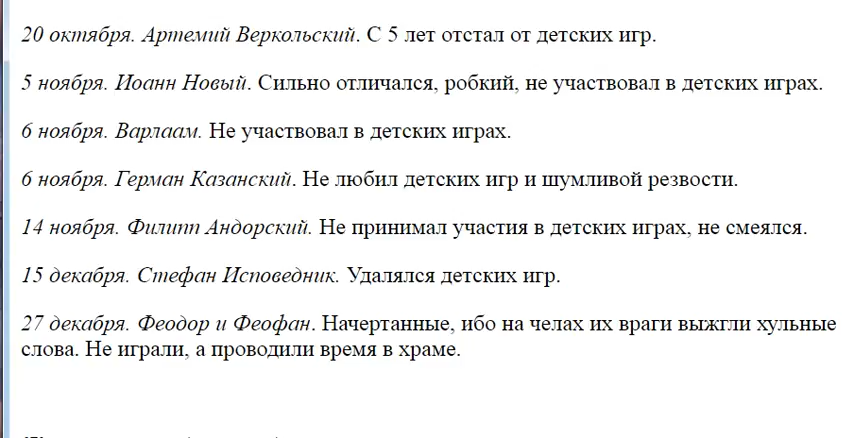 20 октября. Артемий Веркольский. С 5 лет отстал от детских игр.
5 ноября. Иоанн Новый. Сильно отличался, робкий, не участвовал в детских играх.
6 ноября. Варлаам. Не участвовал в детских играх.
6 ноября. Герман Казанский. Не любил детских игр и шумливой резвости.
14 ноября. Филипп Андорский. Не принимал участия в детских играх, не смеялся.
15 декабря. Стефан Исповедник. Удалялся детских игр.
27 декабря. Феодор и Феофан. Начертанные, ибо на челах их враги выжгли хульные
слова. Не играли, а проводили время в храме.